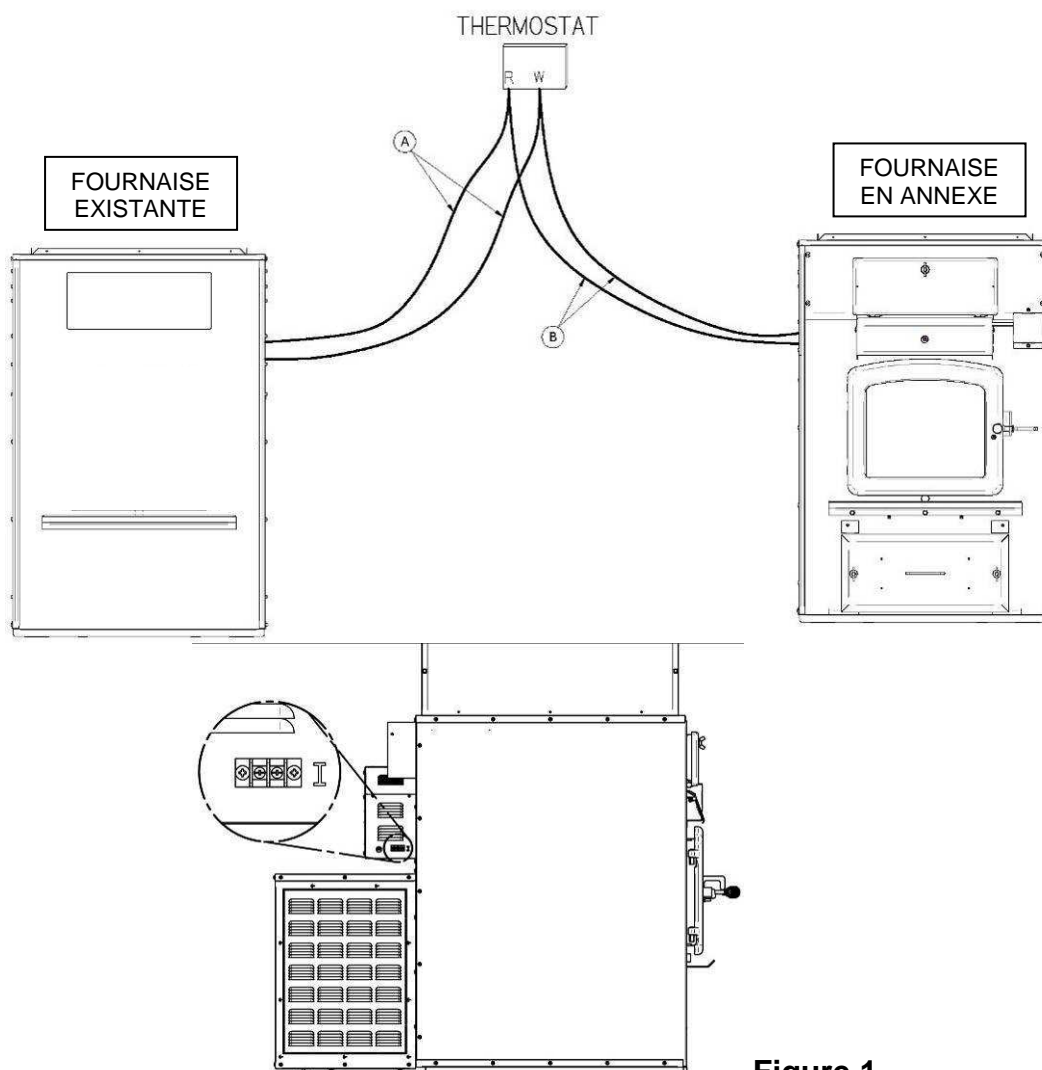 THERMOSTAT
R W
A
FOURNAISE
EXISTANTE
FOURNAISE
EN ANNEXE
B
I
Figure 1